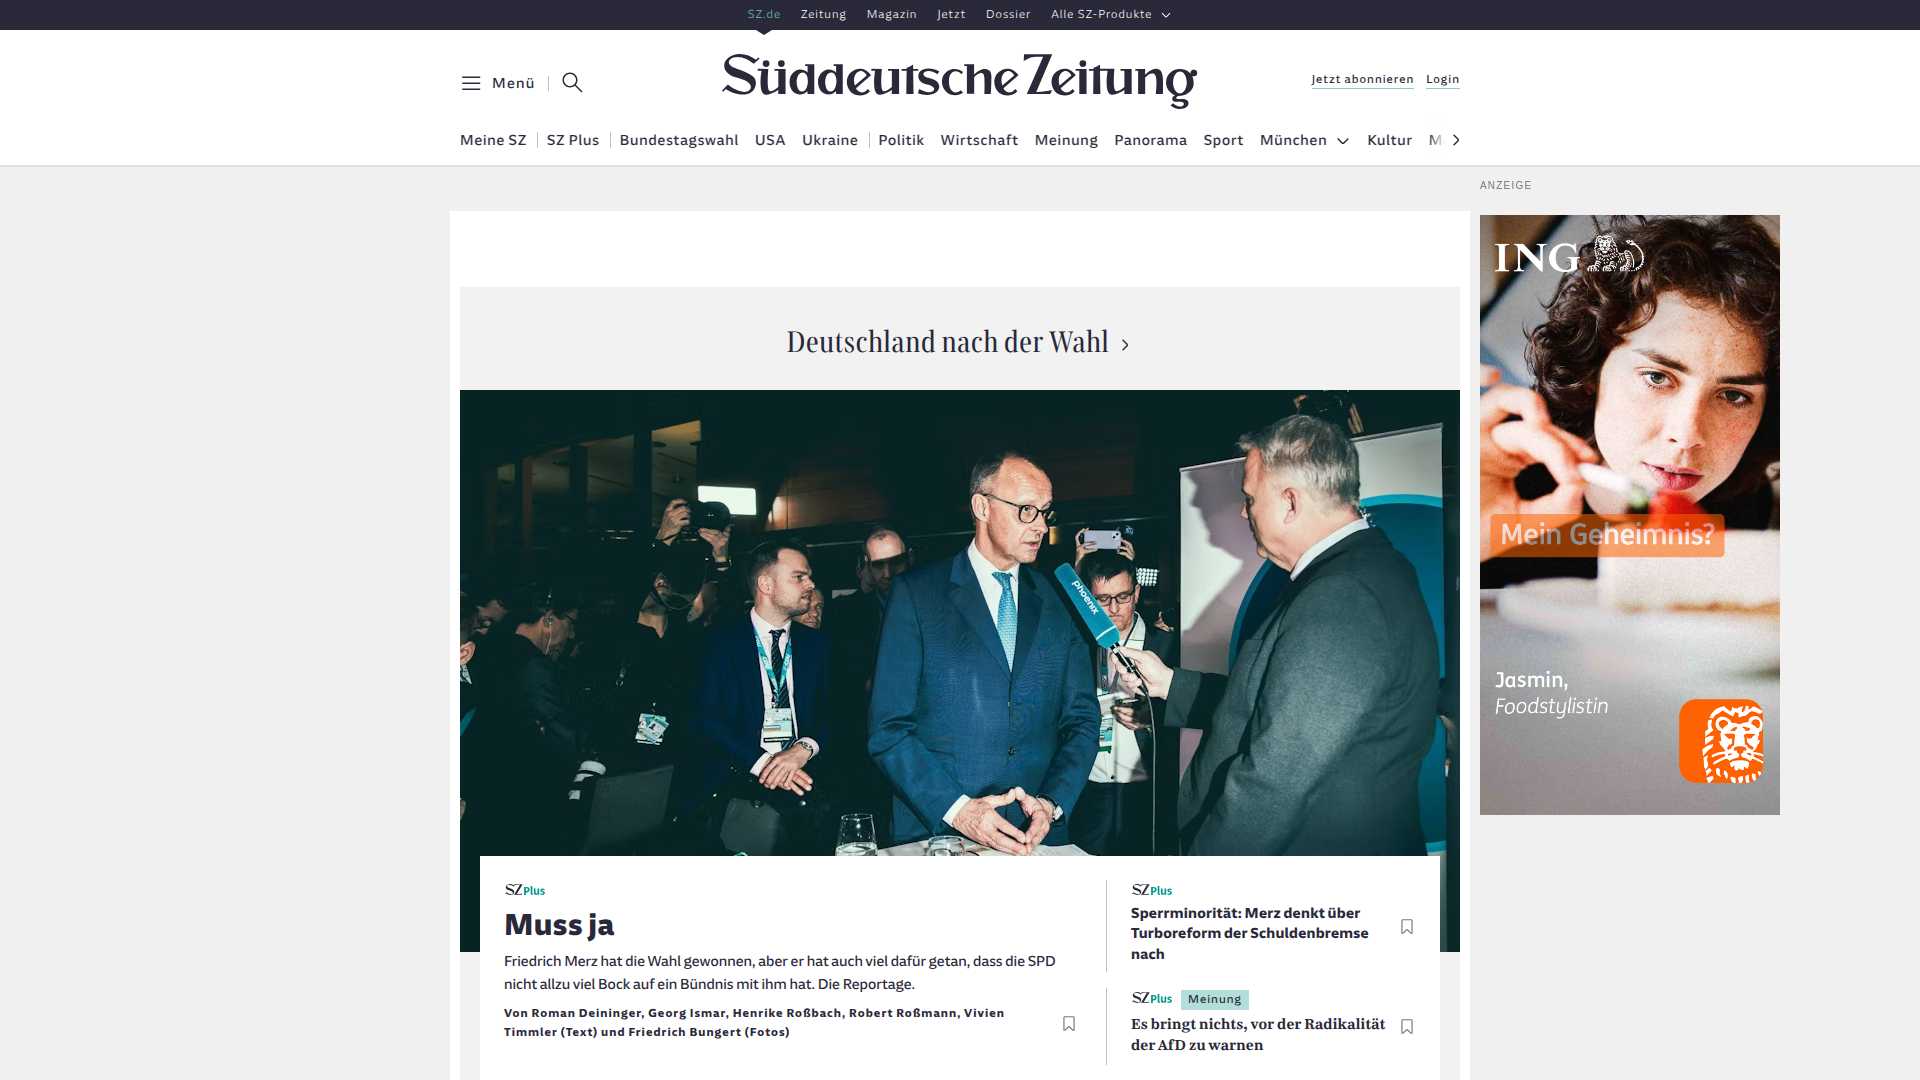 SZ.de Zeitung Magazin Jetzt Dossier Alle SZ-Produkte
Menü
Süddeutsche Zeitung
Jetzt abonnieren Login
Meine SZ SZ Plus Bundestagswahl USA Ukraine Politik Wirtschaft Meinung Panorama Sport München Kultur M
ANZEIGE
Deutschland nach der Wahl
phoenix
SZ Plus
Muss ja
Friedrich Merz hat die Wahl gewonnen, aber er hat auch viel dafür getan, dass die SPD
nicht allzu viel Bock auf ein Bündnis mit ihm hat. Die Reportage.
Von Roman Deininger, Georg Ismar, Henrike Roßbach, Robert Roßmann, Vivien
Timmler (Text) und Friedrich Bungert (Fotos)
SZ Plus
Sperrminorität: Merz denkt über
Turboreform der Schuldenbremse
nach
SZ Plus Meinung
Es bringt nichts, vor der Radikalität
der AfD zu warnen
ING
Mein Geheimnis?
Jasmin,
Foodstylistin